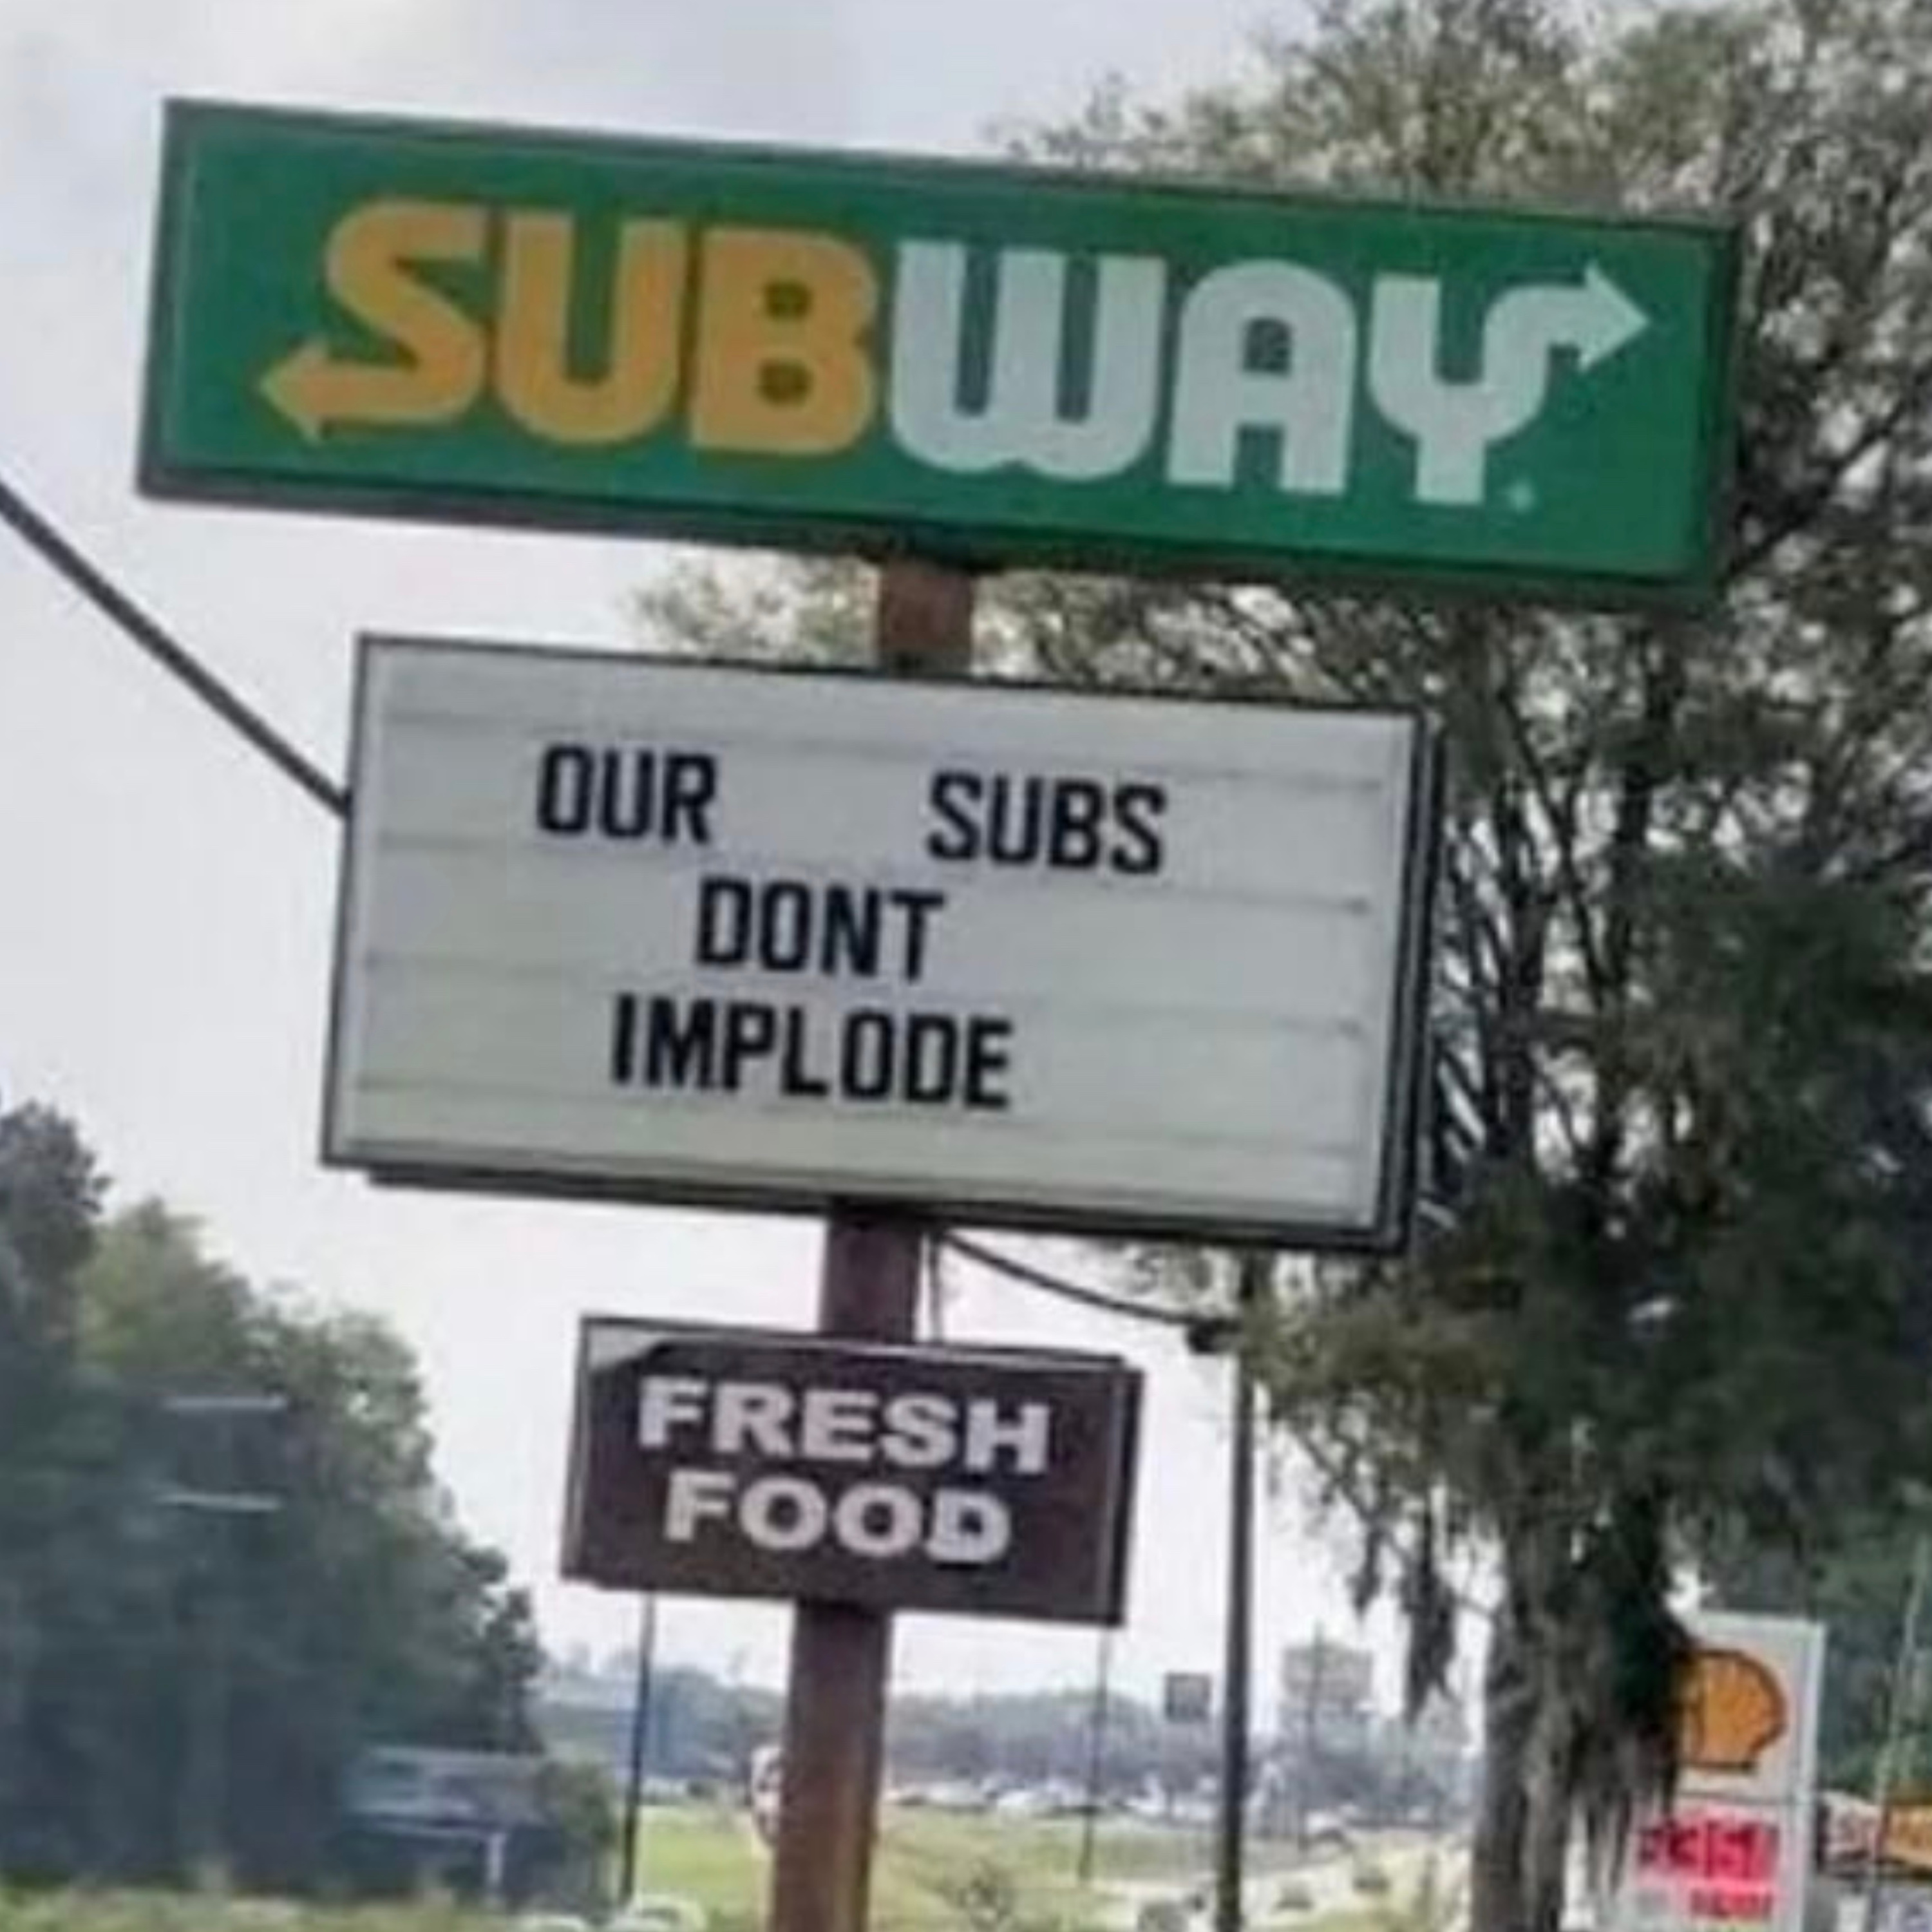 SUBWAY
OUR SUBS
DONT
IMPLODE
FRESH
FOOD